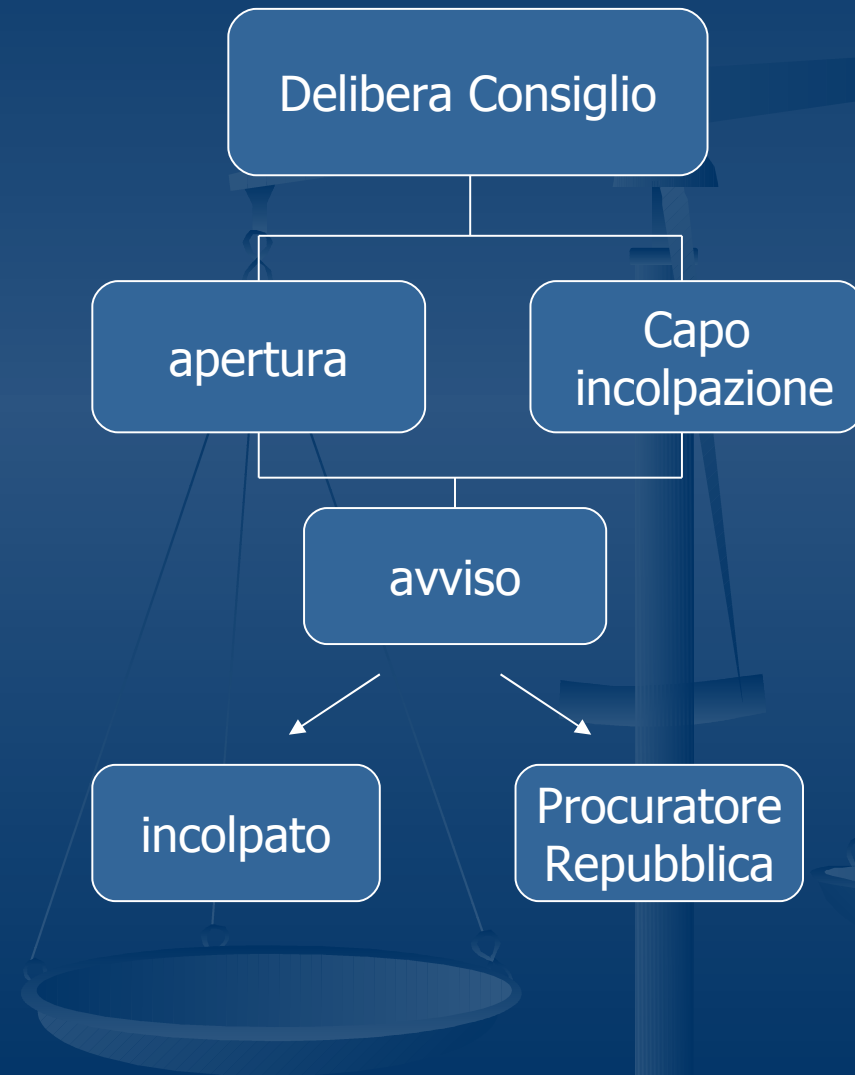 Delibera Consiglio
apertura
Capo
incolpazione
avviso
incolpato
Procuratore
Repubblica